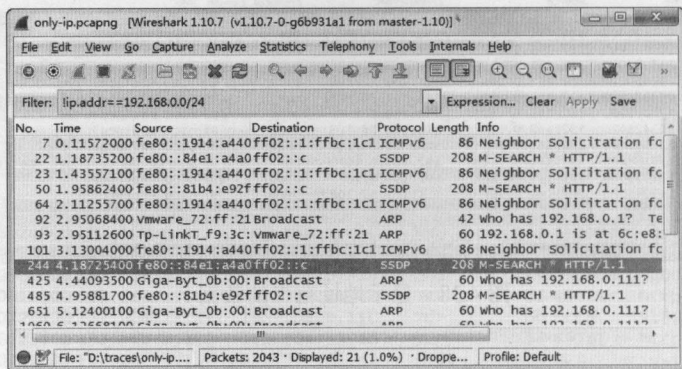 only-ip.pcapng [Wireshark 1.10.7 (v1.10.7-0-g6b931a1 from master-1.10)]
File Edit View Go Capture Analyze Statistics Telephony Tools Internals Help
Filter: !ip.addr==192.168.0.0/24 Expression... Clear Apply Save
No. Time Source Destination Protocol Length Info
7 0.11572000 fe80::1914:a440 ff02::1:ffbc:1c1 ICMPv6 86 Neighbor Solicitation fo
22 1.18735200 fe80::84e1:a4a0 ff02::c SSDP 208 M-SEARCH * HTTP/1.1
23 1.43557100 fe80::1914:a440 ff02::1:ffbc:1c1 ICMPv6 86 Neighbor Solicitation fo
50 1.95862400 fe80::81b4:e92f ff02::c SSDP 208 M-SEARCH * HTTP/1.1
64 2.11255700 fe80::1914:a440 ff02::1:ffbc:1c1 ICMPv6 86 Neighbor Solicitation fo
92 2.95068400 Vmware_72:ff:21 Broadcast ARP 42 Who has 192.168.0.1? Te
93 2.95112600 Tp-LinkT_f9:3c: Vmware_72:ff:21 ARP 60 192.168.0.1 is at 6c:e8:
101 3.13004000 fe80::1914:a440 ff02::1:ffbc:1c1 ICMPv6 86 Neighbor Solicitation fo
244 4.18725400 fe80::84e1:a4a0 ff02::c SSDP 208 M-SEARCH * HTTP/1.1
425 4.44093500 Giga-Byt_0b:00: Broadcast ARP 60 Who has 192.168.0.111?
485 4.95881700 fe80::81b4:e92f ff02::c SSDP 208 M-SEARCH * HTTP/1.1
651 5.12400100 Giga-Byt_0b:00: Broadcast ARP 60 Who has 192.168.0.111?
File: "D:\traces\only-ip.... Packets: 2043 · Displayed: 21 (1.0%) · Droppe... Profile: Default